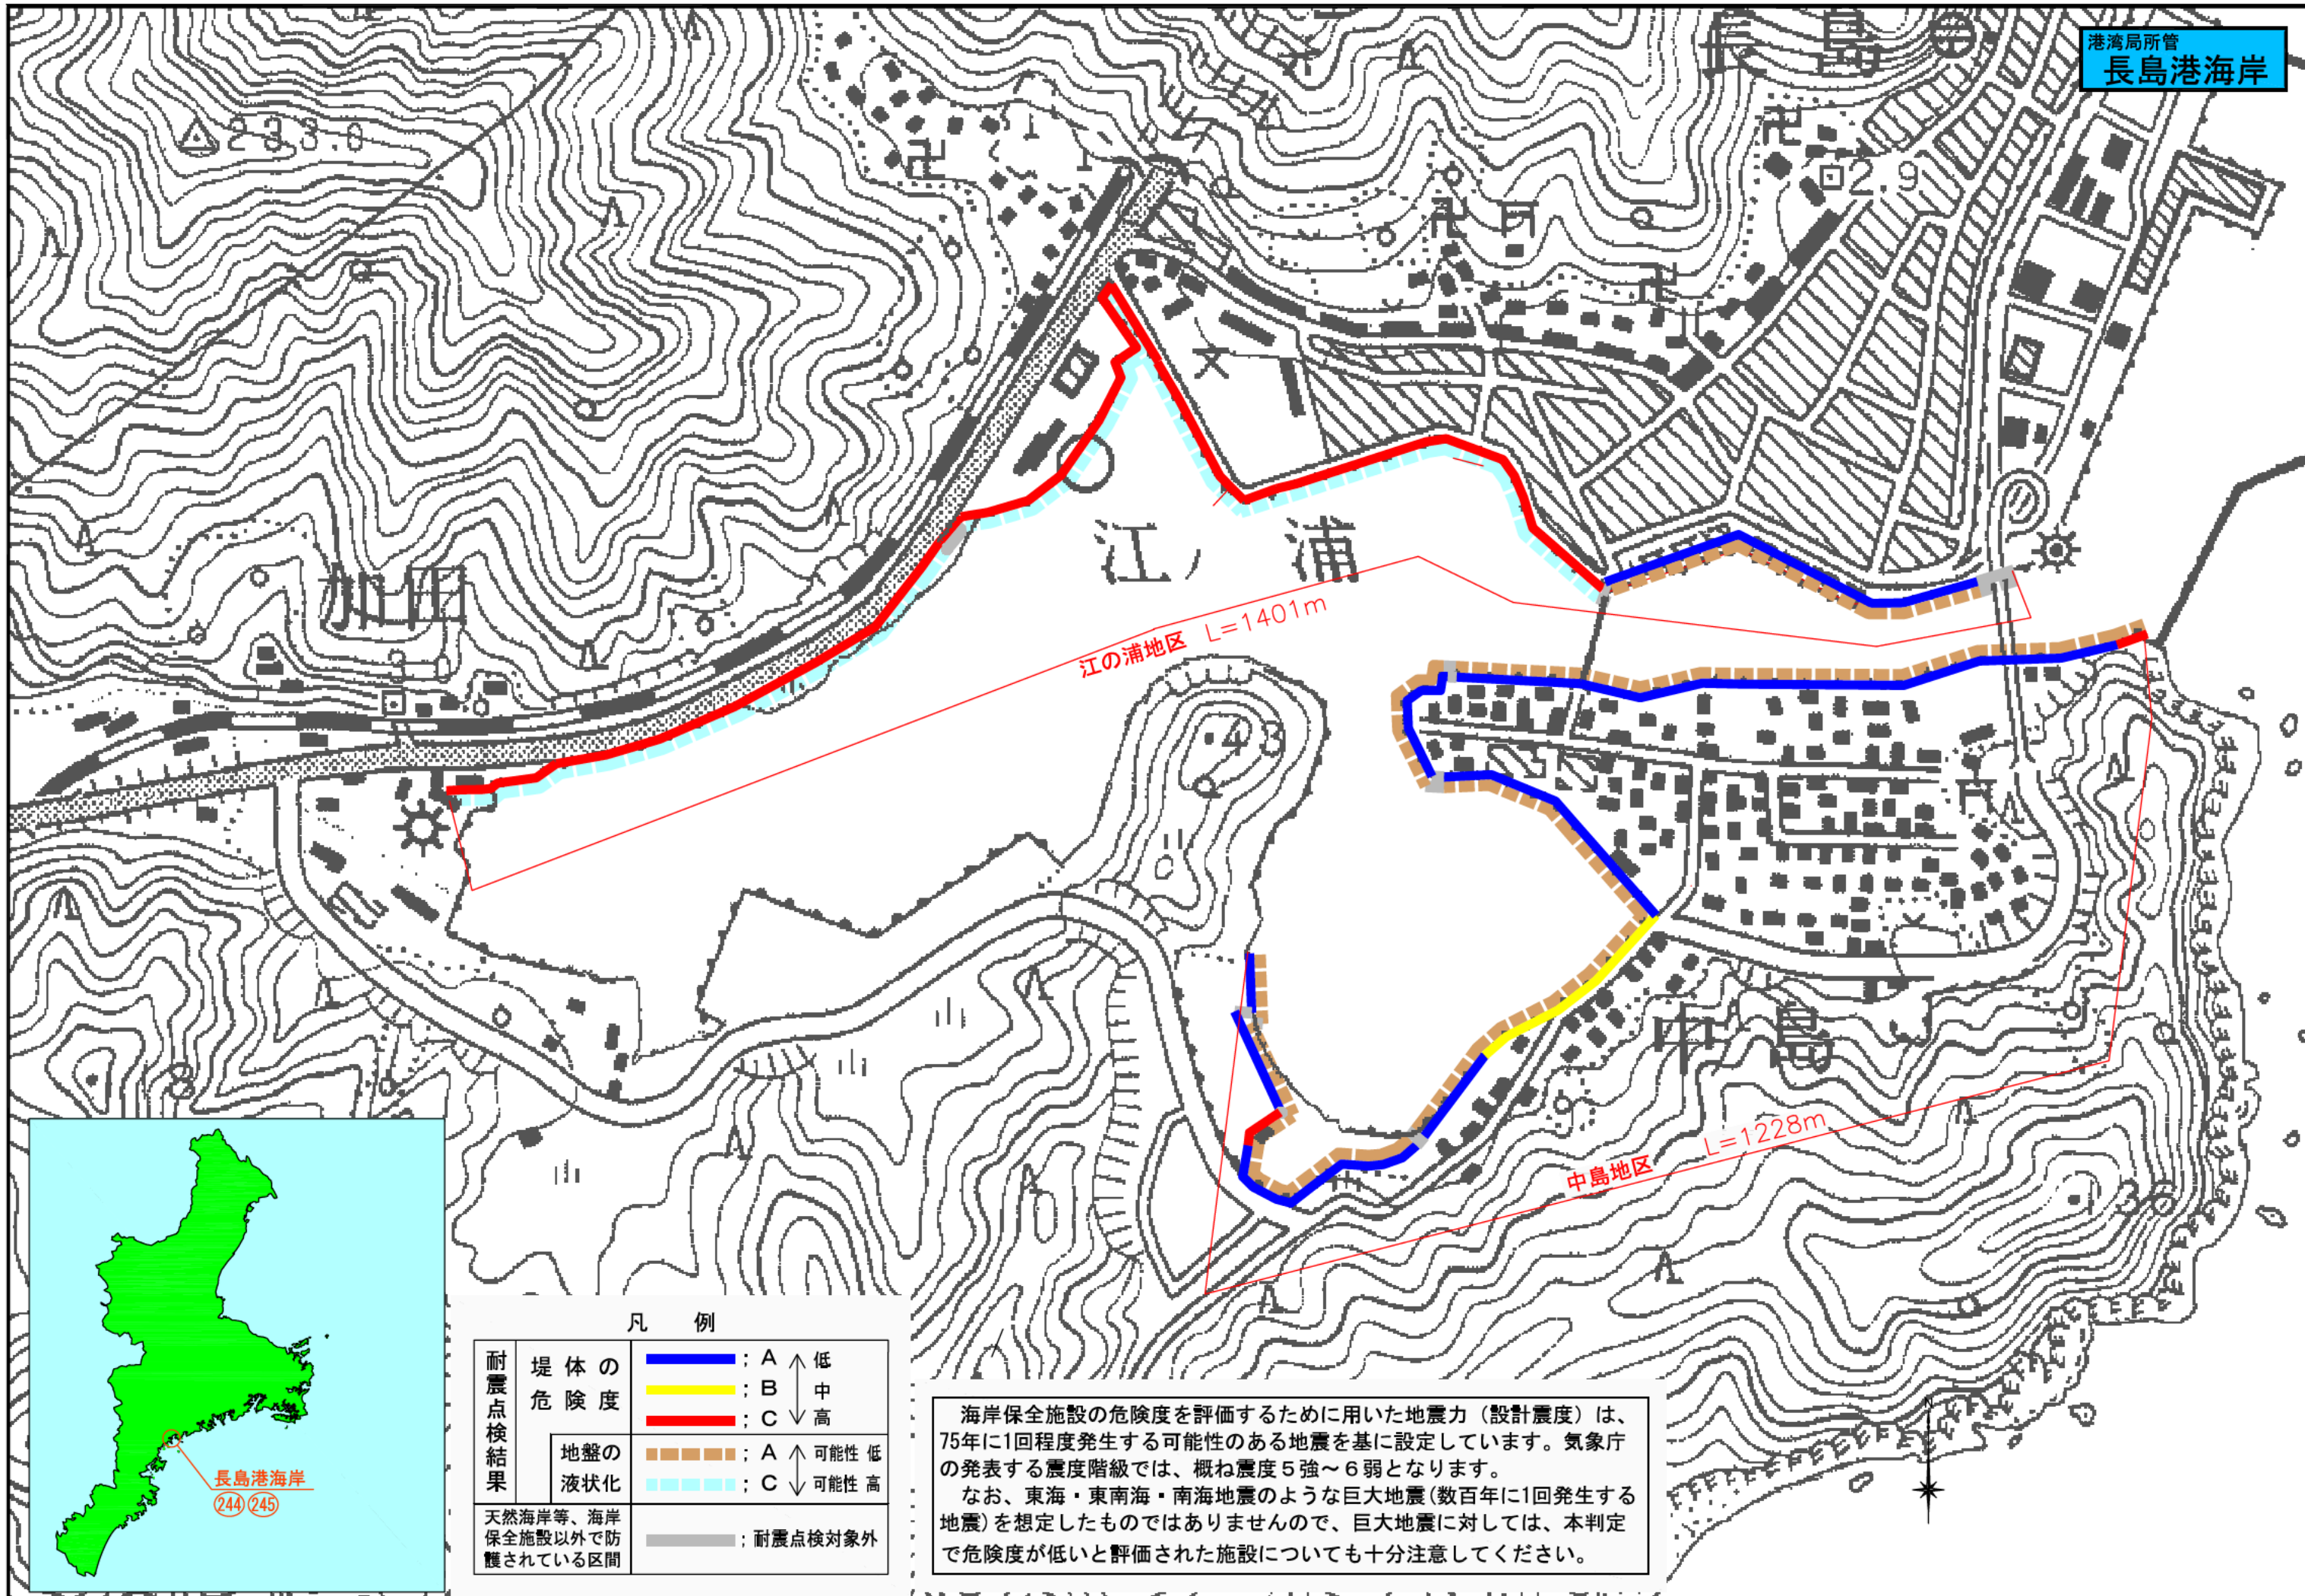 港湾局所管
長島港海岸
長島
233.0
2.9
文
江ノ浦
加田
3.0
江の浦地区 L=1401m
43
中島
中島地区 L=1228m
長島港海岸
244 245
凡 例
耐震点検結果
堤体の危険度
; A 低
; B 中
; C 高
地盤の液状化
; A 可能性 低
; C 可能性 高
天然海岸等、海岸
保全施設以外で防
護されている区間
; 耐震点検対象外
海岸保全施設の危険度を評価するために用いた地震力(設計震度)は、
75年に1回程度発生する可能性のある地震を基に設定しています。気象庁
の発表する震度階級では、概ね震度5強~6弱となります。
なお、東海・東南海・南海地震のような巨大地震(数百年に1回発生する
地震)を想定したものではありませんので、巨大地震に対しては、本判定
で危険度が低いと評価された施設についても十分注意してください。